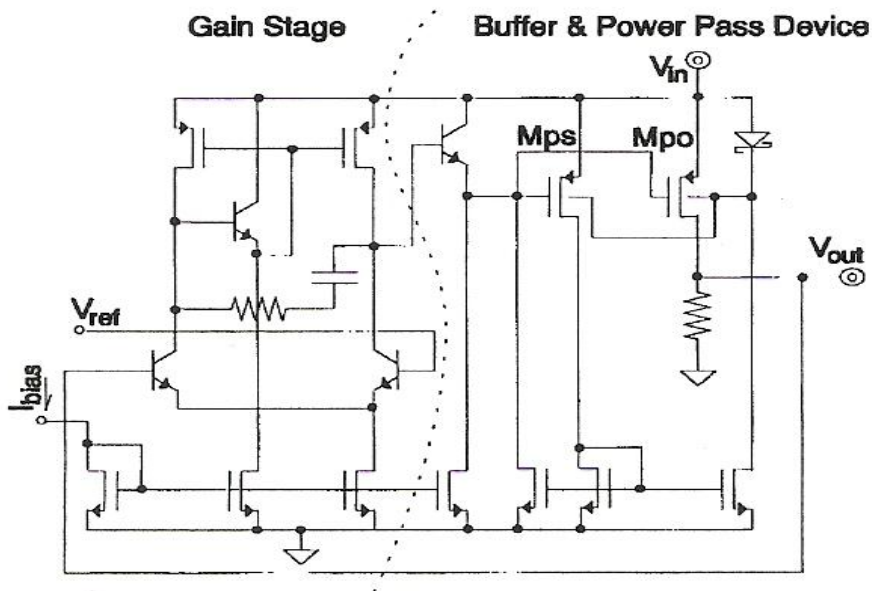 Gain Stage
Buffer & Power Pass Device
Vin
Mps
Mpo
Vout
Vref
Ibias